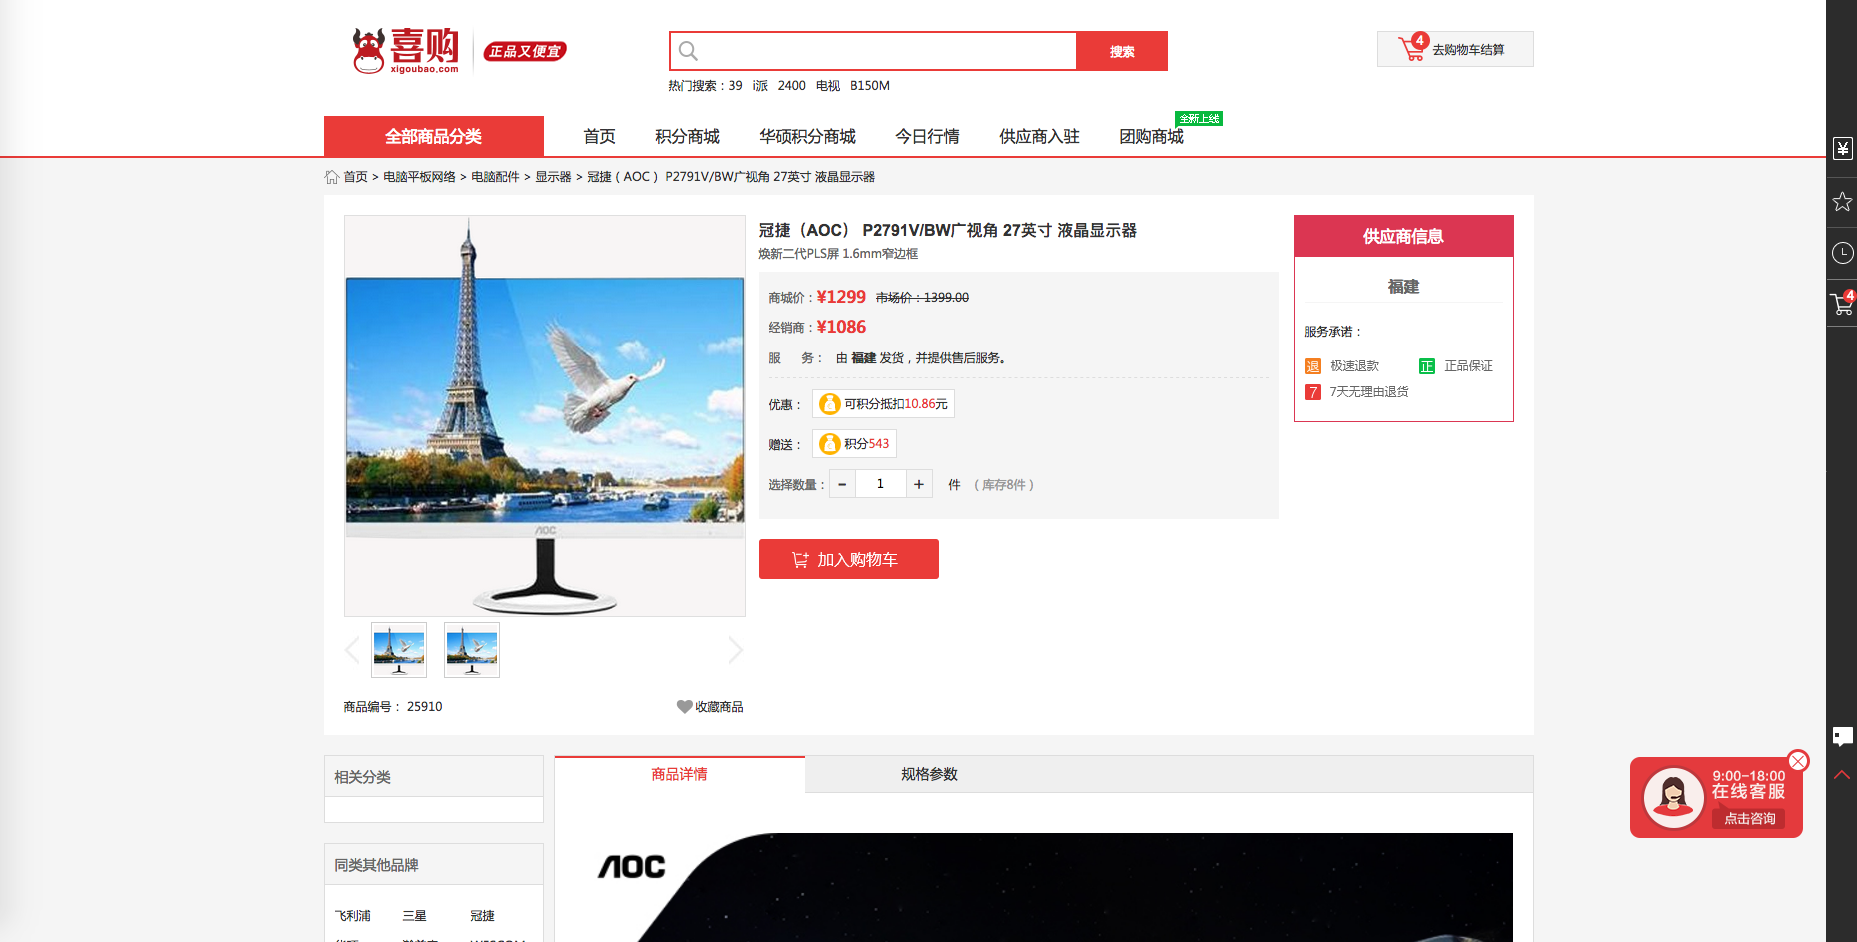 喜购
xigoubao.com
正品又便宜
搜索
4
去购物车结算
热门搜索：39 i派 2400 电视 B150M
全新上线
全部商品分类 首页 积分商城 华硕积分商城 今日行情 供应商入驻 团购商城
首页 > 电脑平板网络 > 电脑配件 > 显示器 > 冠捷（AOC） P2791V/BW广视角 27英寸 液晶显示器
冠捷（AOC） P2791V/BW广视角 27英寸 液晶显示器
焕新二代PLS屏 1.6mm窄边框
商城价：¥1299 市场价：1399.00
经销商：¥1086
服 务： 由 福建 发货，并提供售后服务。
优惠： 可积分抵扣10.86元
赠送： 积分543
选择数量： - 1 + 件 （库存8件）
加入购物车
供应商信息
福建
服务承诺：
退 极速退款 正 正品保证
7 7天无理由退货
AOC
商品编号： 25910
收藏商品
¥
4
相关分类
商品详情 规格参数
同类其他品牌
飞利浦 三星 冠捷
AOC
9:00-18:00
在线客服
点击咨询